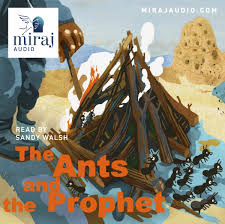 miraj
AUDIO
MIRAJAUDIO.COM
READ BY
SANDY WALSH
The Ants
and
the Prophet